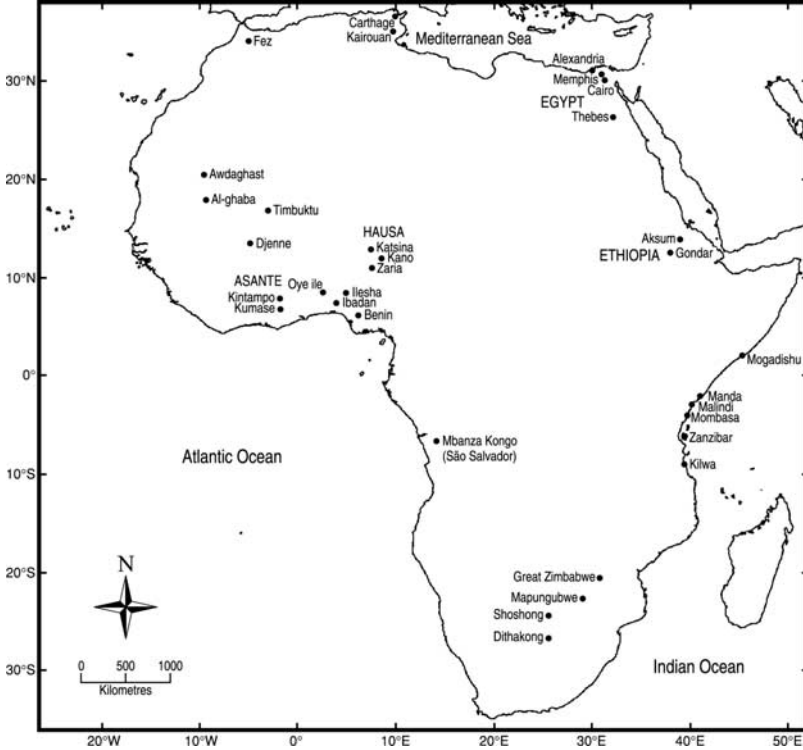 Carthage
Kairouan
Mediterranean Sea
Fez
Alexandria
30°N
Memphis
Cairo
EGYPT
Thebes
20°N
Awdaghast
Al-ghaba
Timbuktu
HAUSA
Djenne
Katsina
Kano
Zaria
Aksum
ETHIOPIA
Gondar
10°N
ASANTE
Oye ile
Ilesha
Kintampo
Ibadan
Kumase
Benin
Mogadishu
0°
Manda
Malindi
Mombasa
Zanzibar
Mbanza Kongo
(São Salvador)
Atlantic Ocean
Kilwa
10°S
N
20°S
Great Zimbabwe
Mapungubwe
Shoshong
Dithakong
30°S
0 500 1000
Kilometres
Indian Ocean
20°W 10°W 0° 10°E 20°E 30°E 40°E 50°E